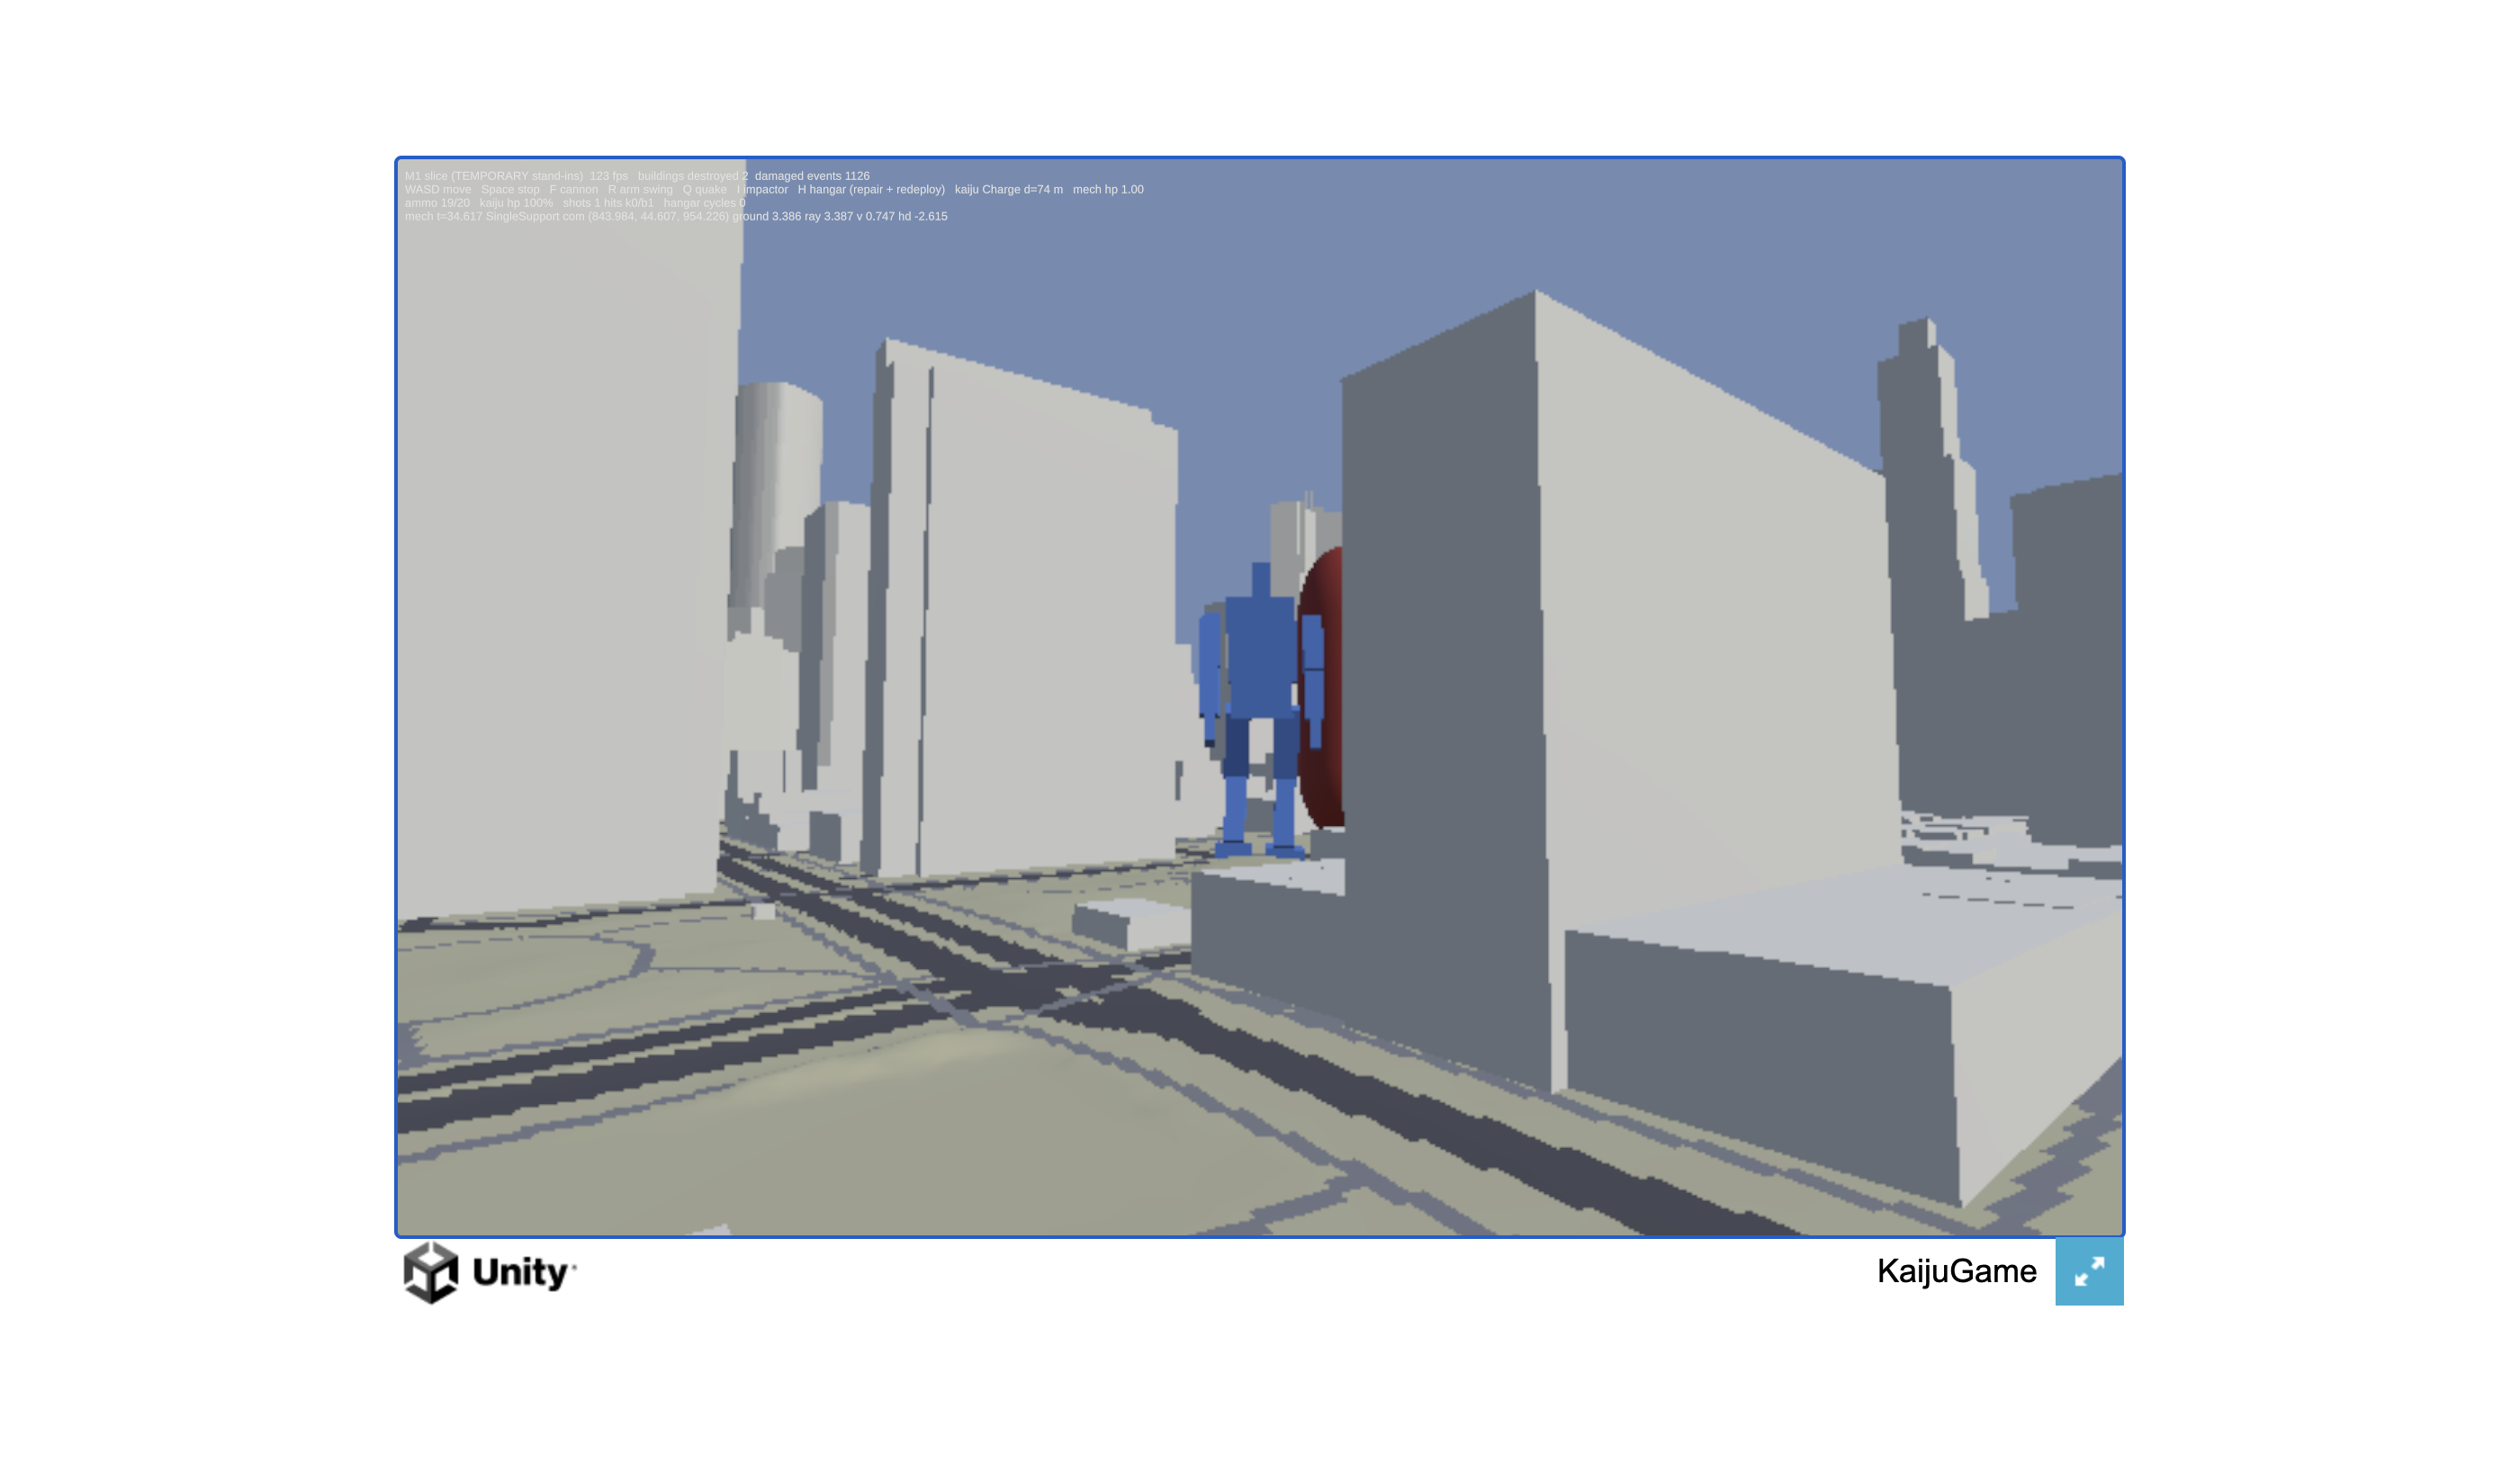 M1 slice (TEMPORARY stand-ins)  123 fps   buildings destroyed 2  damaged events 1126
WASD move   Space stop   F cannon   R arm swing   Q quake   I impactor   H hangar (repair + redeploy)   kaiju Charge d=74 m   mech hp 1.00
ammo 19/20   kaiju hp 100%   shots 1 hits k0/b1   hangar cycles 0
mech t=34.617 SingleSupport com (843.984, 44.607, 954.226) ground 3.386 ray 3.387 v 0.747 hd -2.615
Unity
KaijuGame